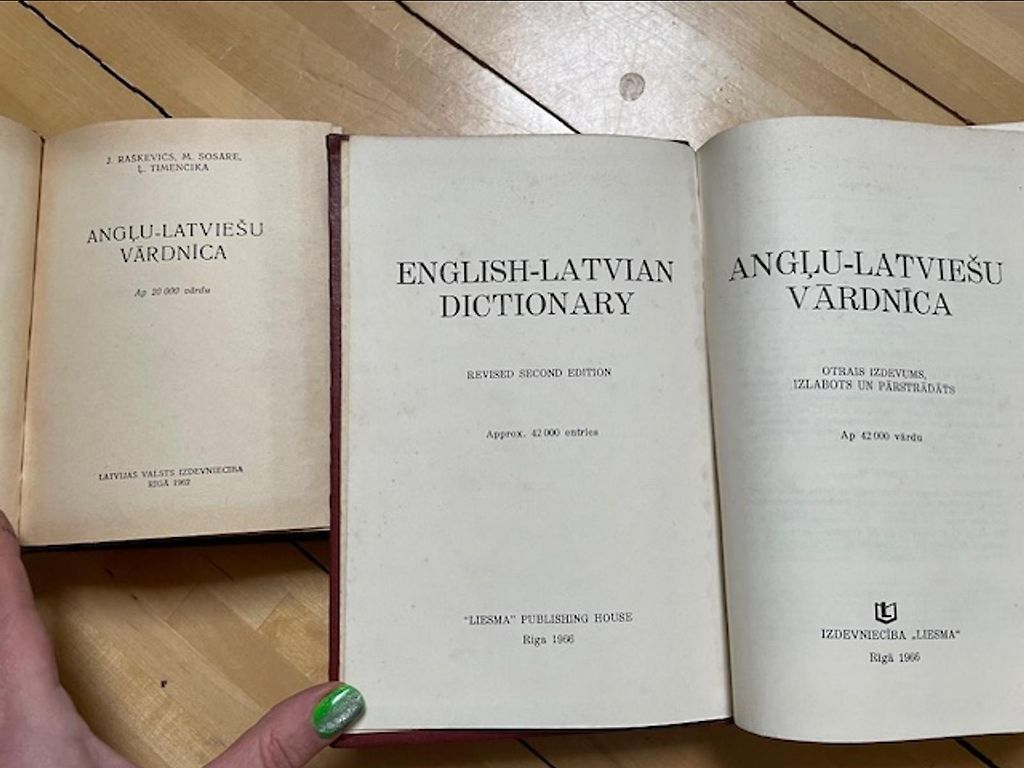 J. RAŠKEVIČS, M. SOSĀRE,
Ļ. TIMENČIKA
ANGĻU-LATVIEŠU
VĀRDNĪCA
Ap 20 000 vārdu
LATVIJAS VALSTS IZDEVNIECĪBA
RĪGĀ 1962
ENGLISH-LATVIAN
DICTIONARY
REVISED SECOND EDITION
Approx. 42 000 entries
"LIESMA" PUBLISHING HOUSE
Riga 1966
ANGĻU-LATVIEŠU
VĀRDNĪCA
OTRAIS IZDEVUMS,
IZLABOTS UN PĀRSTRĀDĀTS
Ap 42 000 vārdu
IZDEVNIECĪBA „LIESMA“
Rīgā 1966